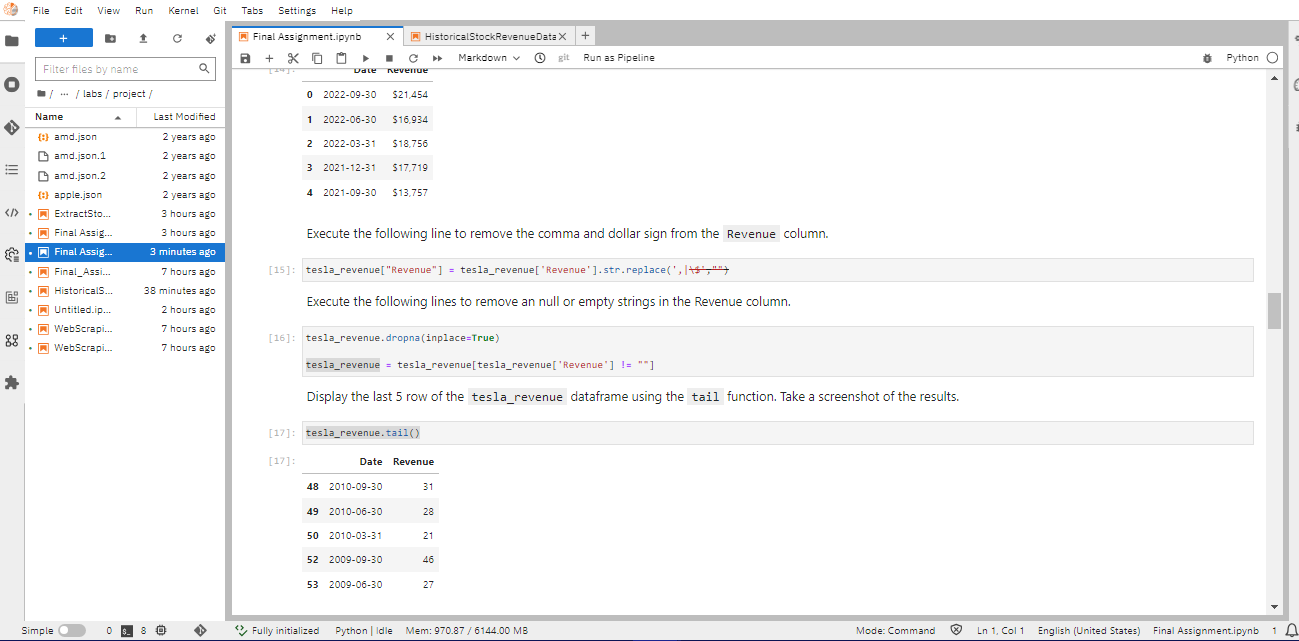 File Edit View Run Kernel Git Tabs Settings Help
Final Assignment.ipynb
HistoricalStockRevenueData
Markdown
git
Run as Pipeline
Python
Filter files by name
/ ... / labs / project /
Name Last Modified
amd.json 2 years ago
amd.json.1 2 years ago
amd.json.2 2 years ago
apple.json 2 years ago
ExtractSto... 3 hours ago
Final Assig... 3 hours ago
Final Assig... 3 minutes ago
Final_Assi... 7 hours ago
HistoricalS... 38 minutes ago
Untitled.ip... 2 hours ago
WebScrapi... 7 hours ago
WebScrapi... 7 hours ago
[14]: Date Revenue
0 2022-09-30 $21,454
1 2022-06-30 $16,934
2 2022-03-31 $18,756
3 2021-12-31 $17,719
4 2021-09-30 $13,757
Execute the following line to remove the comma and dollar sign from the Revenue column.
[15]: tesla_revenue["Revenue"] = tesla_revenue['Revenue'].str.replace(',|\$',"")
Execute the following lines to remove an null or empty strings in the Revenue column.
[16]: tesla_revenue.dropna(inplace=True)
tesla_revenue = tesla_revenue[tesla_revenue['Revenue'] != ""]
Display the last 5 row of the tesla_revenue dataframe using the tail function. Take a screenshot of the results.
[17]: tesla_revenue.tail()
[17]: Date Revenue
48 2010-09-30 31
49 2010-06-30 28
50 2010-03-31 21
52 2009-09-30 46
53 2009-06-30 27
Simple 0 8 Fully initialized Python | Idle Mem: 970.87 / 6144.00 MB Mode: Command Ln 1, Col 1 English (United States) Final Assignment.ipynb 1